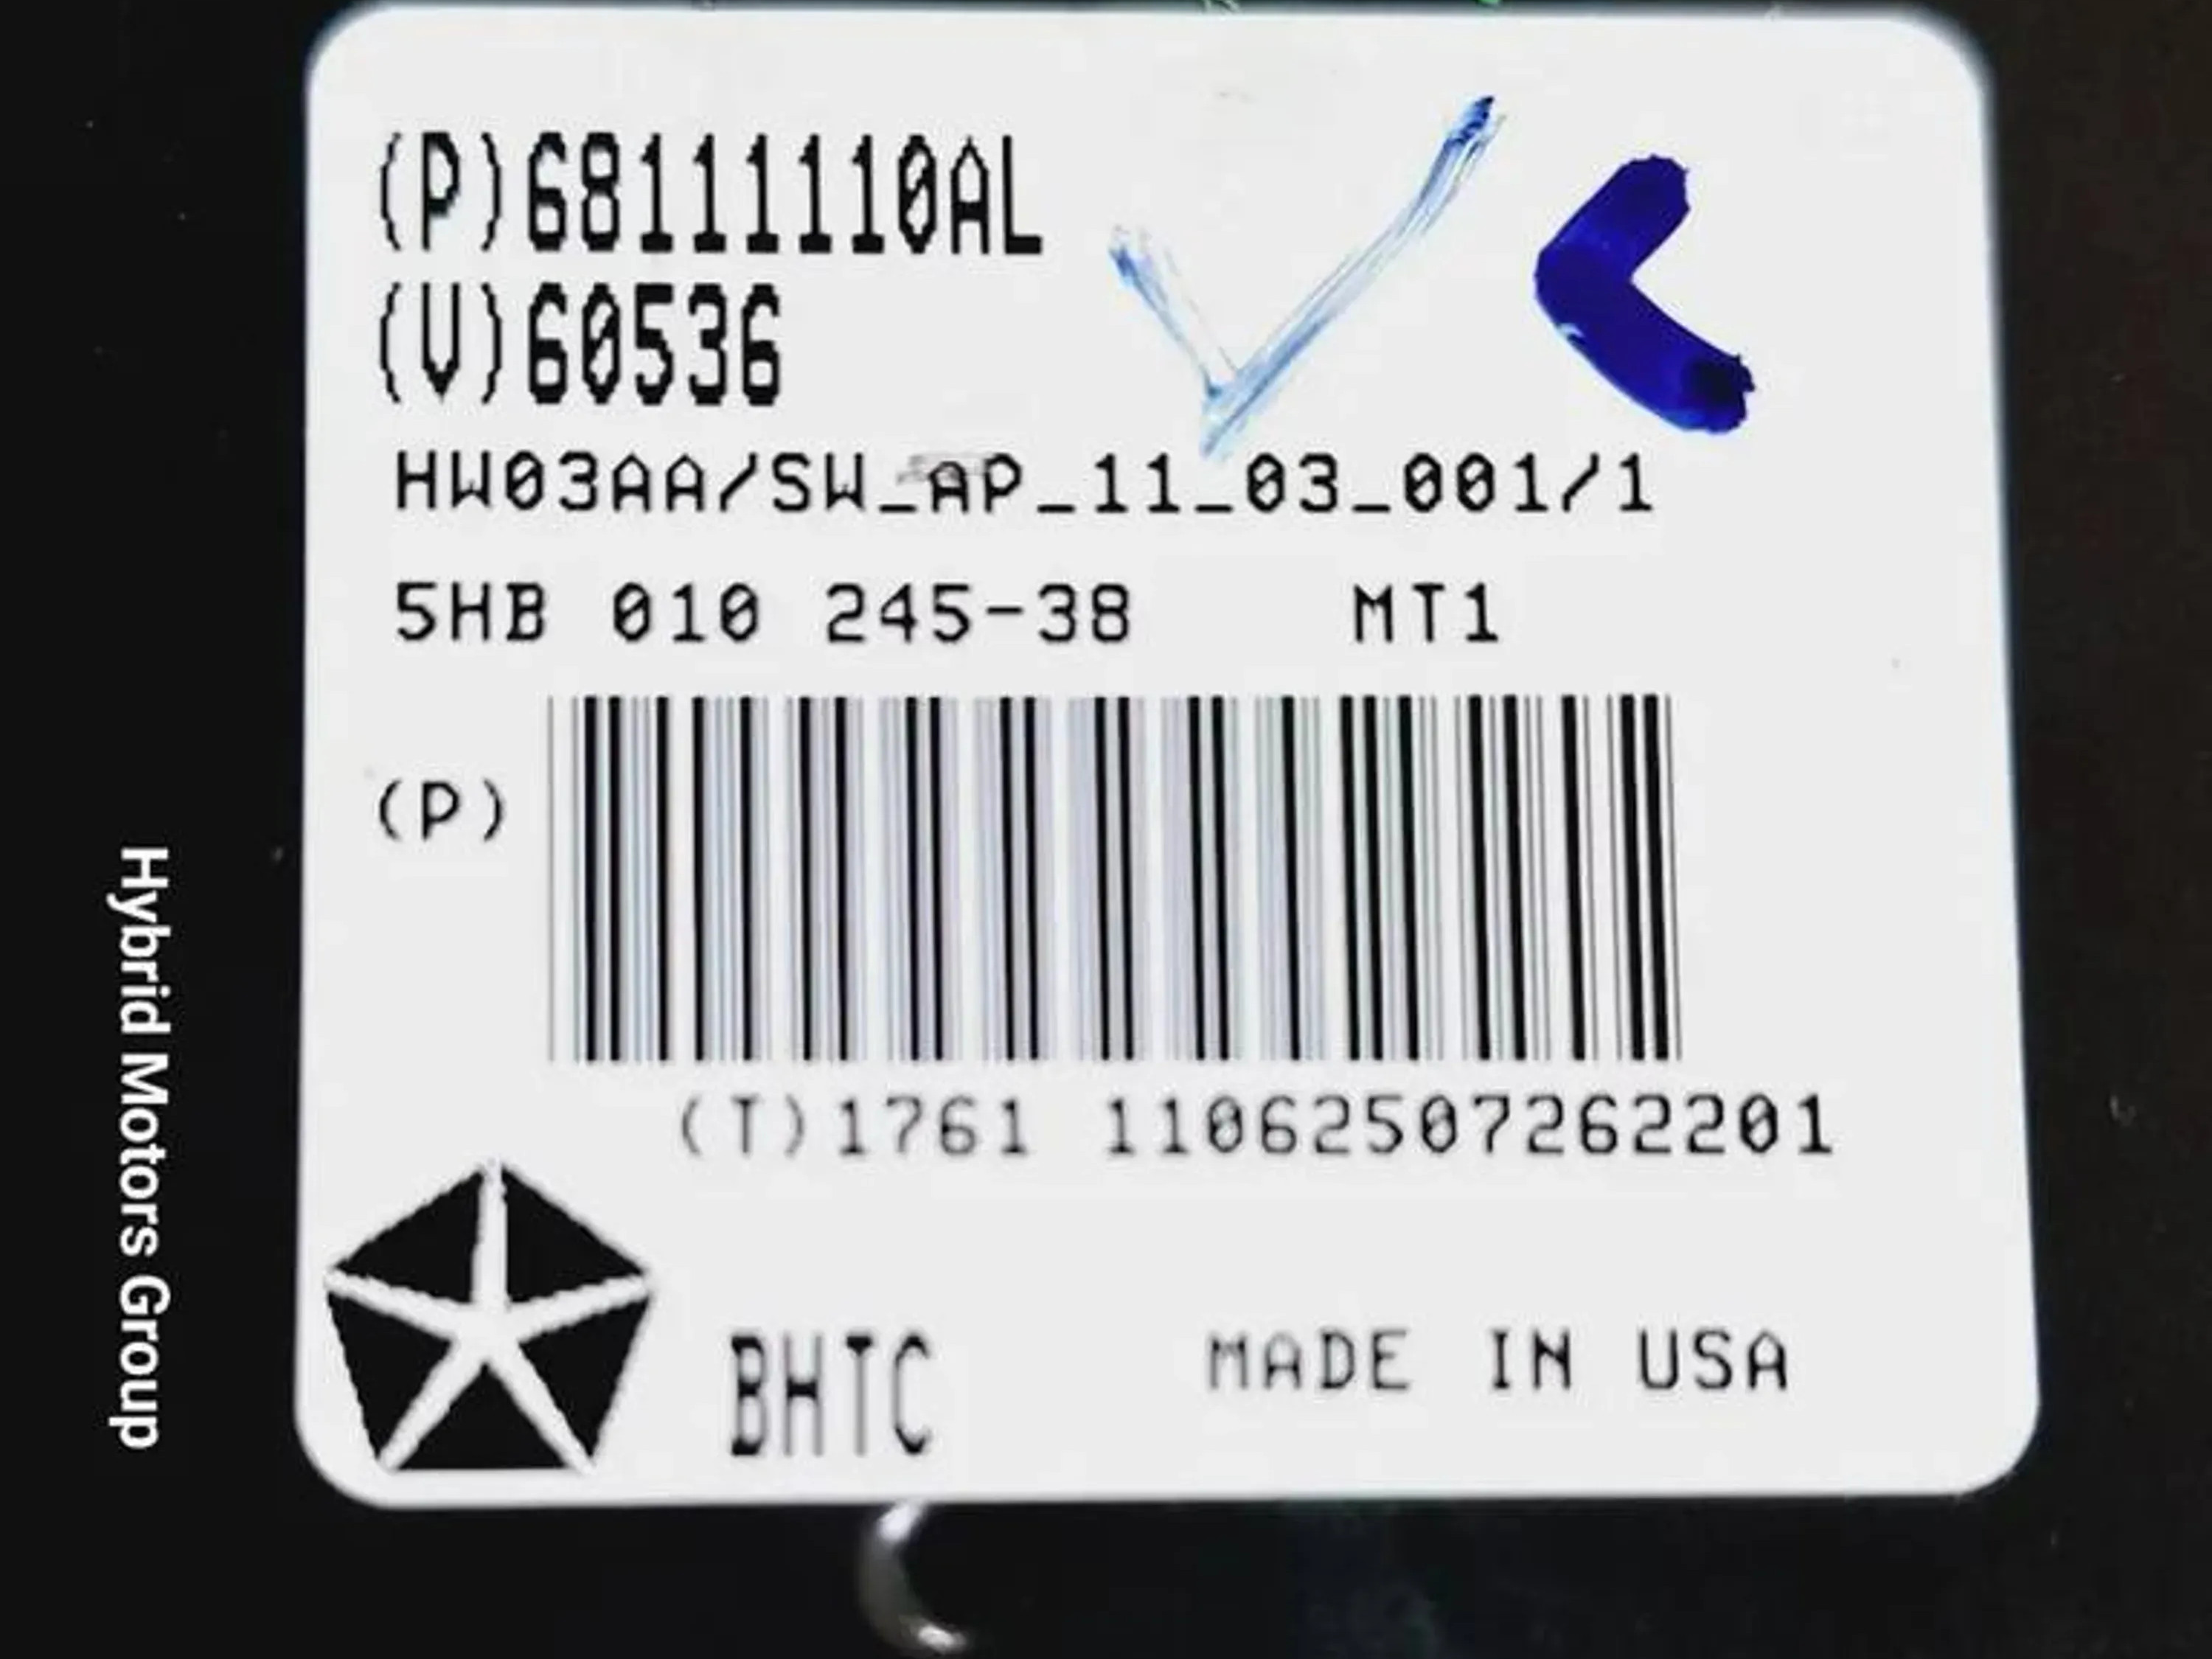 (P)68111110AL
(V)60536
HW03AA/SW_AP_11_03_001/1
5HB 010 245-38 MT1
(P)
(T)1761 11062507262201
BHTC
MADE IN USA
Hybrid Motors Group